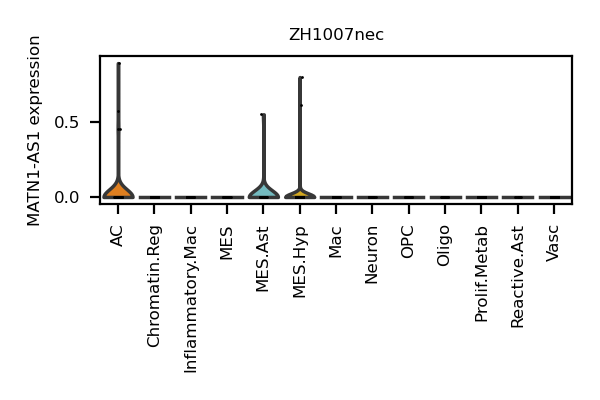 ZH1007nec
MATN1-AS1 expression
0.5
0.0
AC
Chromatin.Reg
Inflammatory.Mac
MES
MES.Ast
MES.Hyp
Mac
Neuron
OPC
Oligo
Prolif.Metab
Reactive.Ast
Vasc